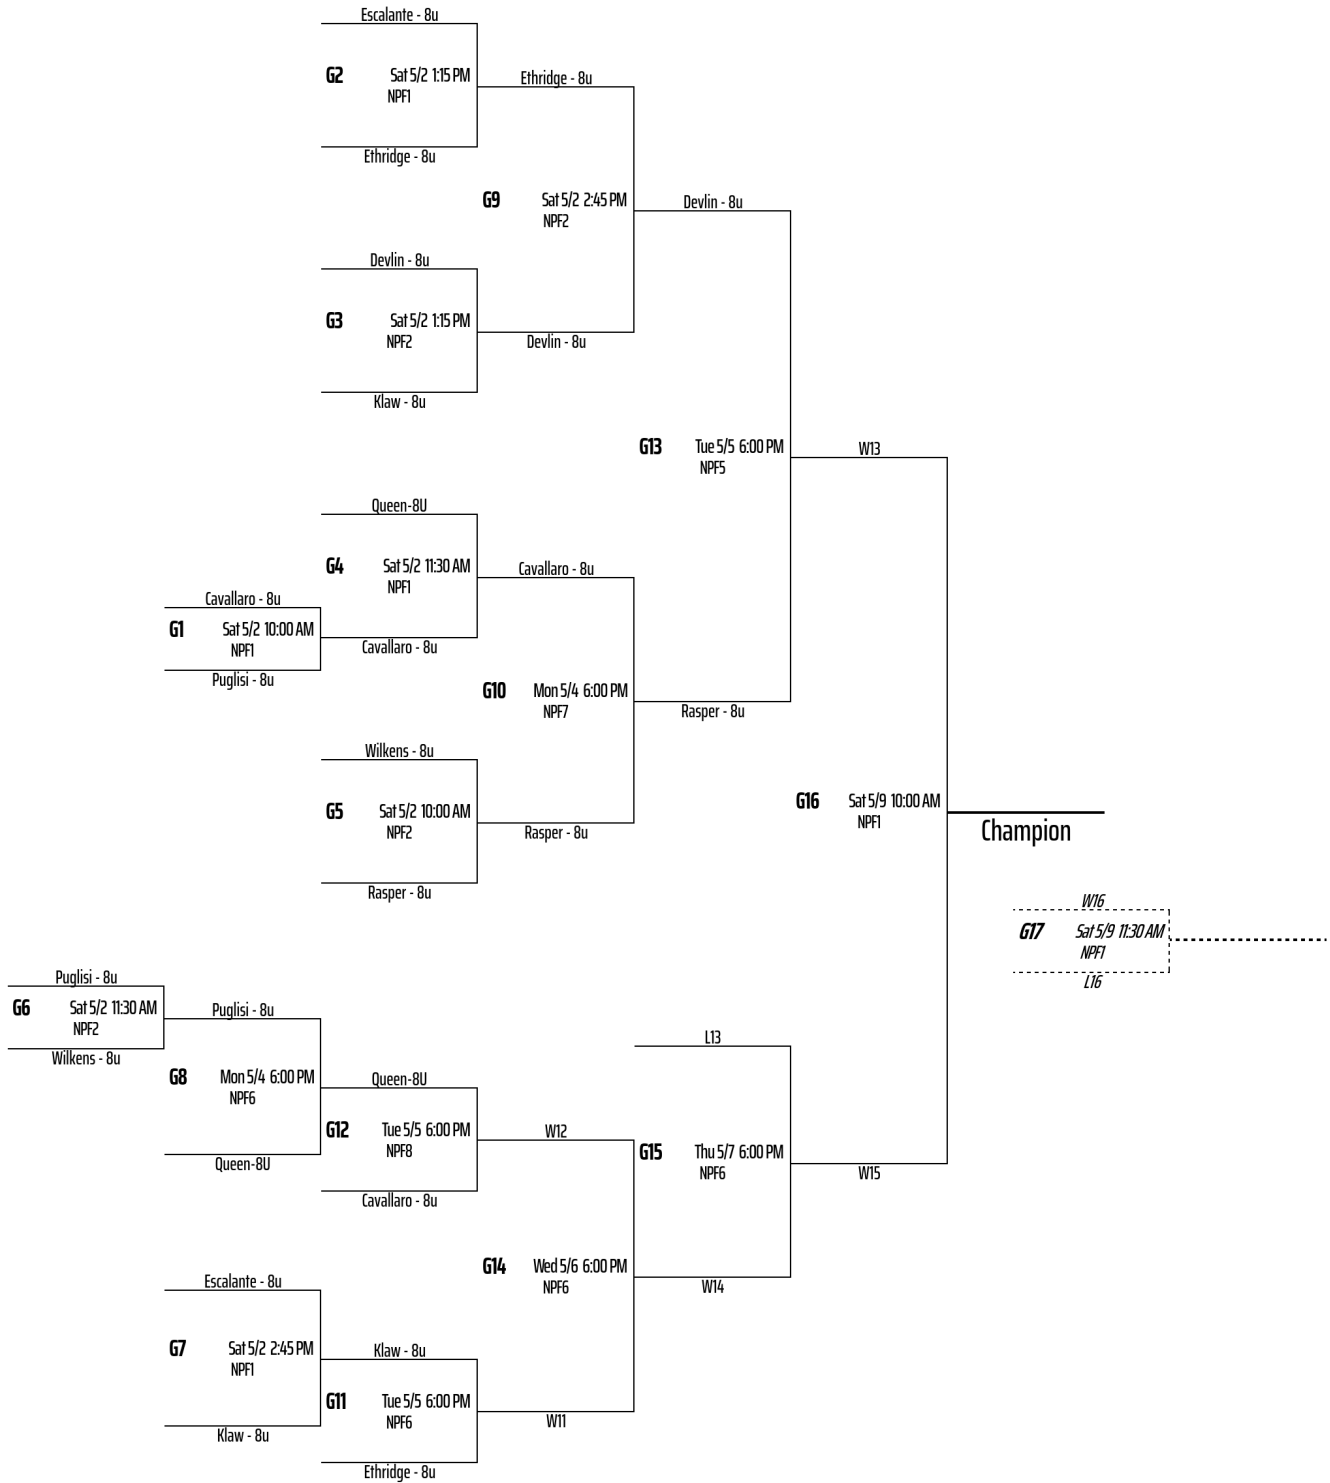 Escalante - 8u
G2 Sat 5/2 1:15 PM
NPF1
Ethridge - 8u
Ethridge - 8u
G9 Sat 5/2 2:45 PM
NPF2
Devlin - 8u
Devlin - 8u
G3 Sat 5/2 1:15 PM
NPF2
Devlin - 8u
Klaw - 8u
G13 Tue 5/5 6:00 PM
NPF5
W13
Queen-8U
G4 Sat 5/2 11:30 AM
NPF1
Cavallaro - 8u
Cavallaro - 8u
G1 Sat 5/2 10:00 AM
NPF1
Cavallaro - 8u
Puglisi - 8u
G10 Mon 5/4 6:00 PM
NPF7
Rasper - 8u
Wilkens - 8u
G5 Sat 5/2 10:00 AM
NPF2
Rasper - 8u
Rasper - 8u
G16 Sat 5/9 10:00 AM
NPF1
Champion
W16
G17 Sat 5/9 11:30 AM
NPF1
L16
Puglisi - 8u
G6 Sat 5/2 11:30 AM
NPF2
Wilkens - 8u
Puglisi - 8u
G8 Mon 5/4 6:00 PM
NPF6
Queen-8U
Queen-8U
G12 Tue 5/5 6:00 PM
NPF8
Cavallaro - 8u
W12
L13
G15 Thu 5/7 6:00 PM
NPF6
W15
G14 Wed 5/6 6:00 PM
NPF6
W14
Escalante - 8u
G7 Sat 5/2 2:45 PM
NPF1
Klaw - 8u
Klaw - 8u
G11 Tue 5/5 6:00 PM
NPF6
W11
Ethridge - 8u